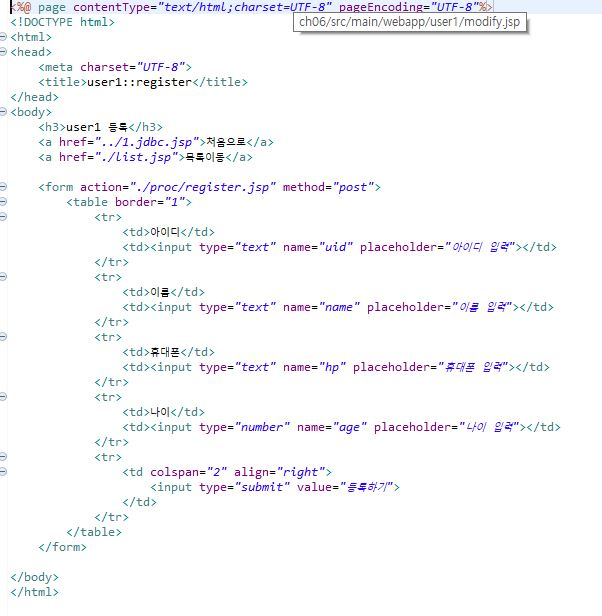 <%@ page contentType="text/html;charset=UTF-8" pageEncoding="UTF-8"%>
ch06/src/main/webapp/user1/modify.jsp
<!DOCTYPE html>
<html>
<head>
    <meta charset="UTF-8">
    <title>user1::register</title>
</head>
<body>
    <h3>user1 등록</h3>
    <a href="../1.jdbc.jsp">처음으로</a>
    <a href="./list.jsp">목록이동</a>

    <form action="./proc/register.jsp" method="post">
        <table border="1">
            <tr>
                <td>아이디</td>
                <td><input type="text" name="uid" placeholder="아이디 입력"></td>
            </tr>
            <tr>
                <td>이름</td>
                <td><input type="text" name="name" placeholder="이름 입력"></td>
            </tr>
            <tr>
                <td>휴대폰</td>
                <td><input type="text" name="hp" placeholder="휴대폰 입력"></td>
            </tr>
            <tr>
                <td>나이</td>
                <td><input type="number" name="age" placeholder="나이 입력"></td>
            </tr>
            <tr>
                <td colspan="2" align="right">
                    <input type="submit" value="등록하기">
                </td>
            </tr>
        </table>
    </form>

</body>
</html>